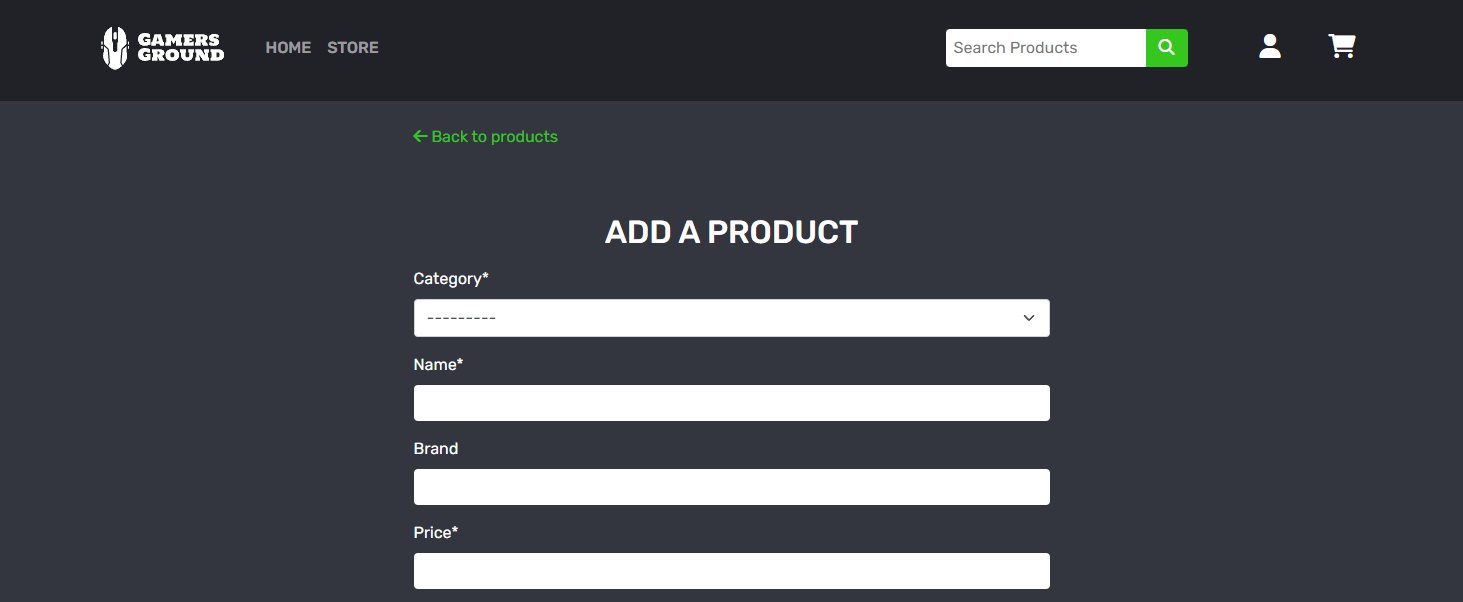 GAMERS
GROUND
HOME STORE
Search Products
Back to products
ADD A PRODUCT
Category*
---------
Name*
Brand
Price*